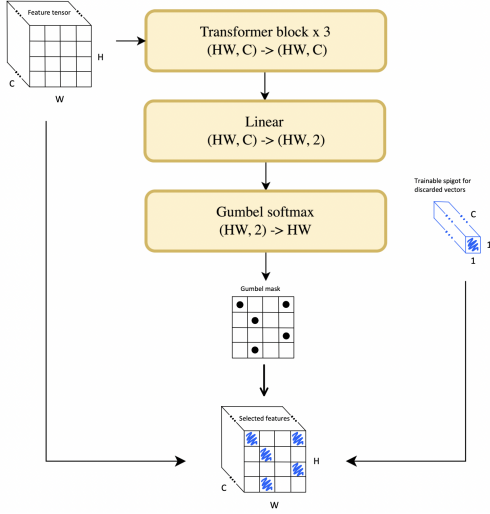 Feature tensor
H
C
W
Transformer block x 3
(HW, C) -> (HW, C)
Linear
(HW, C) -> (HW, 2)
Gumbel softmax
(HW, 2) -> HW
Trainable spigot for
discarded vectors
C
1
1
Gumbel mask
Selected features
H
C
W